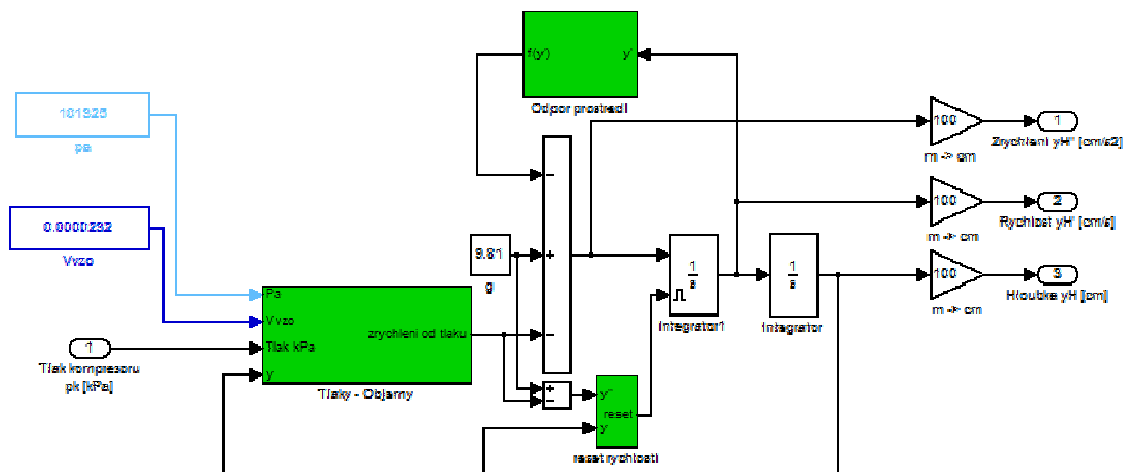 f(y')
y'
Odpor prostredi
101325
pa
100
m -> cm
1
Zrychleni yH'' [cm/s2]
0.0000232
Vvzo
100
m -> cm
2
Rychlost yH' [cm/s]
9.81
g
1
s
Integrator1
1
s
Integrator
100
m -> cm
3
Hloubka yH [cm]
Pa
Vvzo
Tlak kPa
y
zrychleni od tlaku
Tlaky - Objemy
1
Tlak kompresoru
pk [kPa]
y''
reset
y
reset rychlosti